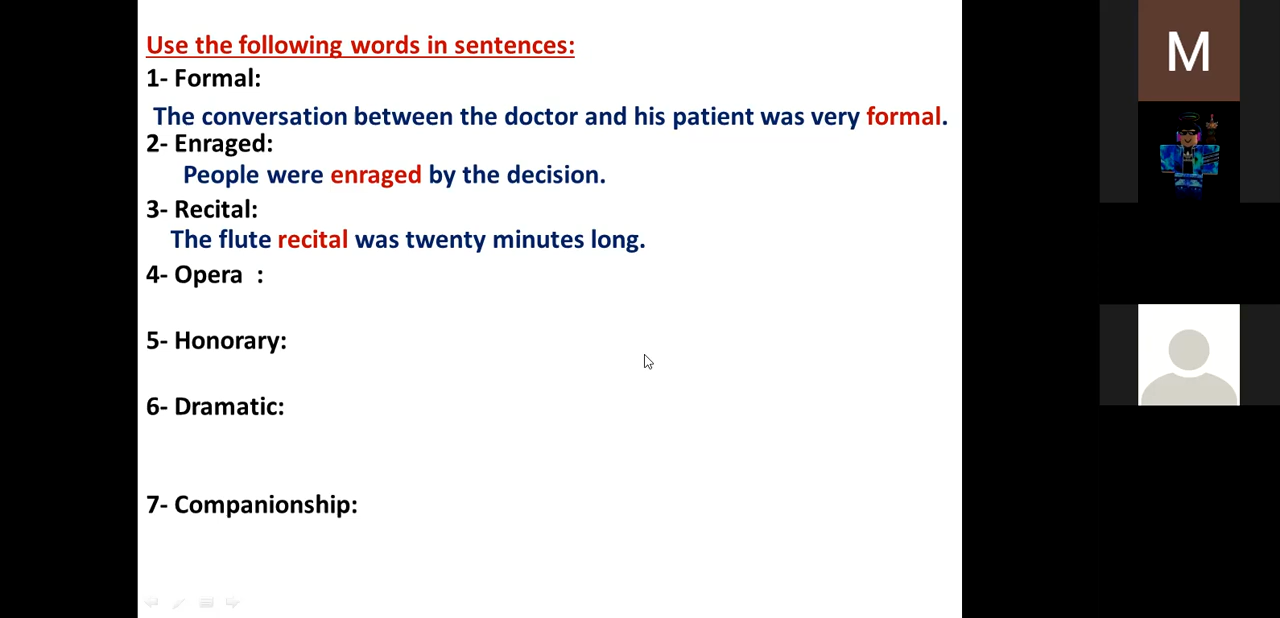 Use the following words in sentences:
1- Formal:
The conversation between the doctor and his patient was very formal.
2- Enraged:
People were enraged by the decision.
3- Recital:
The flute recital was twenty minutes long.
4- Opera  :
5- Honorary:
6- Dramatic:
7- Companionship:
M